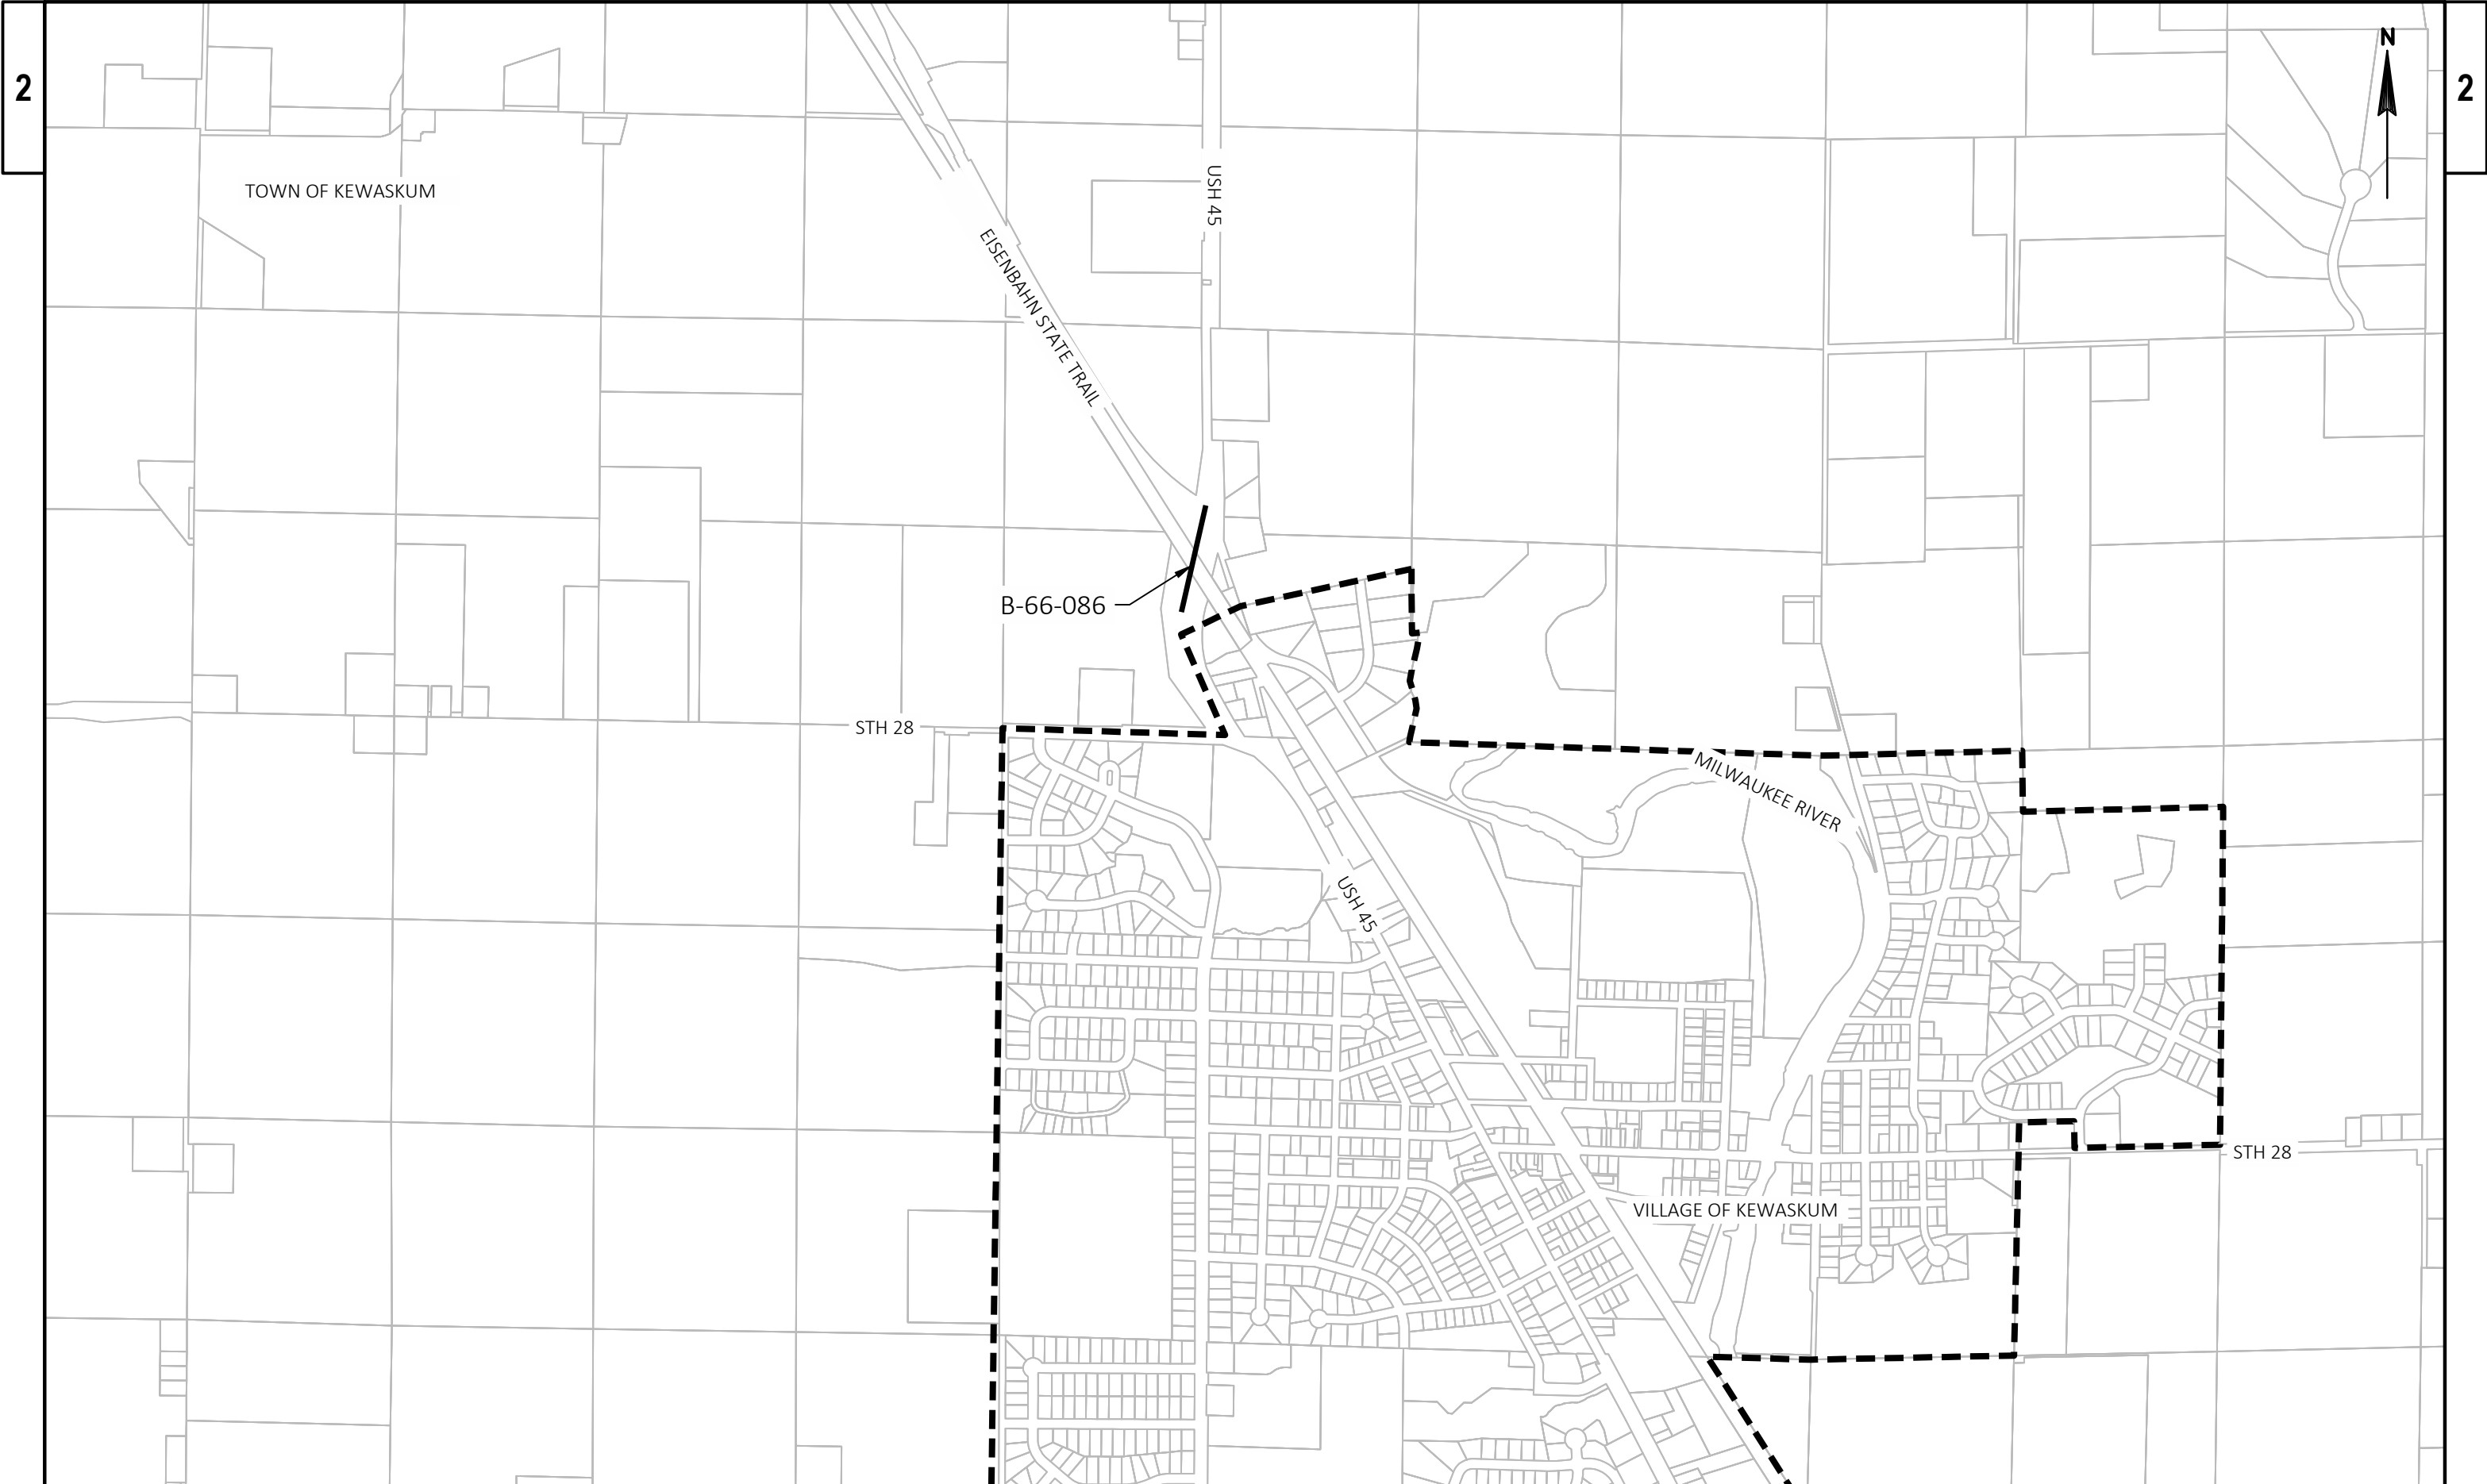 2
2
N
TOWN OF KEWASKUM
USH 45
EISENBAHN STATE TRAIL
B-66-086
STH 28
MILWAUKEE RIVER
USH 45
STH 28
VILLAGE OF KEWASKUM